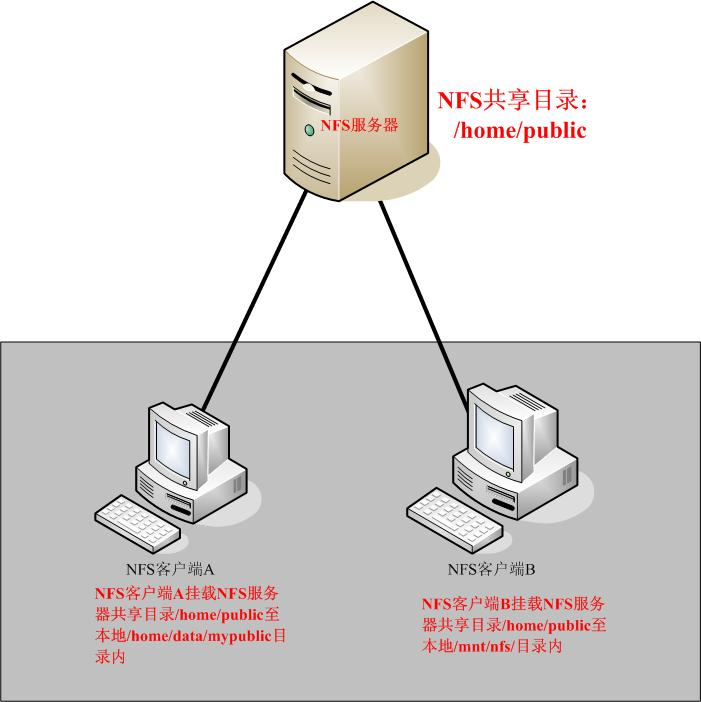 NFS共享目录：
/home/public
NFS服务器
NFS客户端A
NFS客户端A挂载NFS服务
器共享目录/home/public至
本地/home/data/mypublic目
录内
NFS客户端B
NFS客户端B挂载NFS服务
器共享目录/home/public至
本地/mnt/nfs/目录内